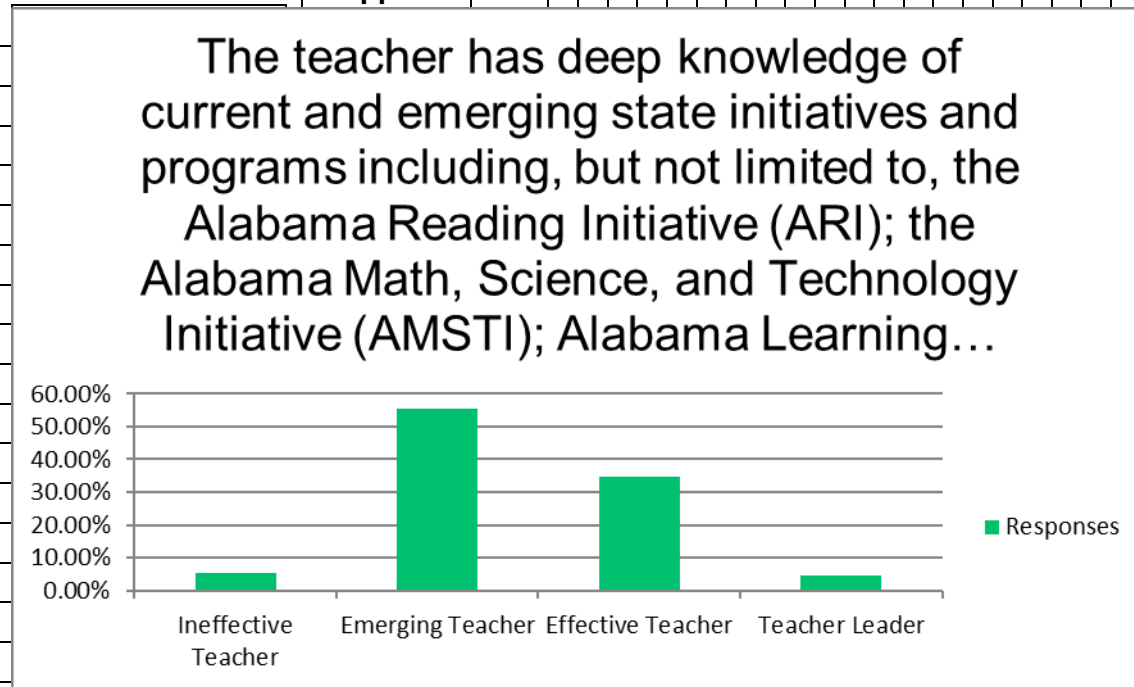 The teacher has deep knowledge of
current and emerging state initiatives and
programs including, but not limited to, the
Alabama Reading Initiative (ARI); the
Alabama Math, Science, and Technology
Initiative (AMSTI); Alabama Learning…
60.00%
50.00%
40.00%
30.00%
20.00%
10.00%
0.00%
Ineffective
Teacher
Emerging Teacher
Effective Teacher
Teacher Leader
Responses